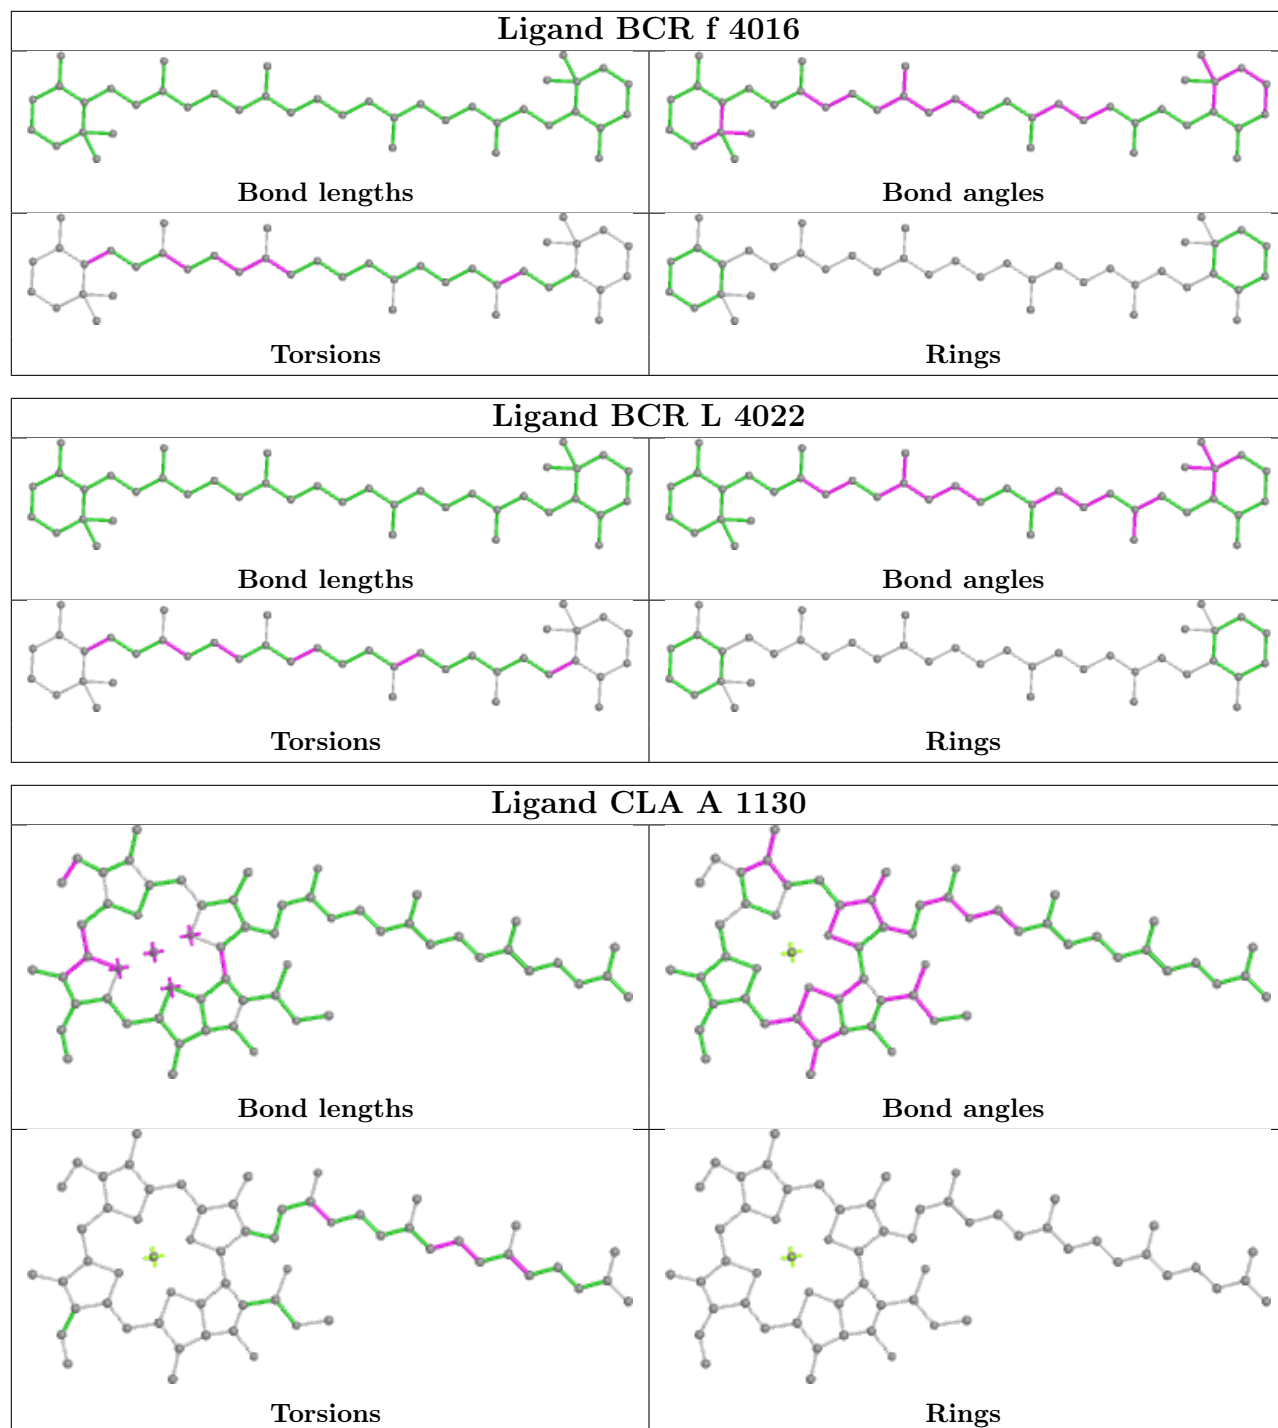 Ligand BCR f 4016
Bond lengths
Bond angles
Torsions
Rings
Ligand BCR L 4022
Bond lengths
Bond angles
Torsions
Rings
Ligand CLA A 1130
Bond lengths
Bond angles
Torsions
Rings